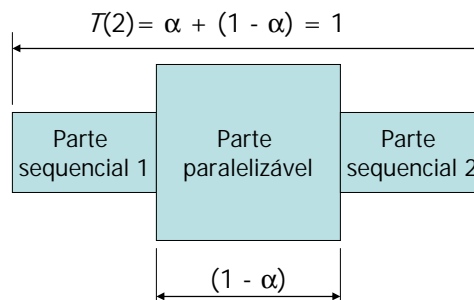 T(2)= α + (1 - α) = 1
Parte
sequencial 1
Parte
paralelizável
Parte
sequencial 2
(1 - α)